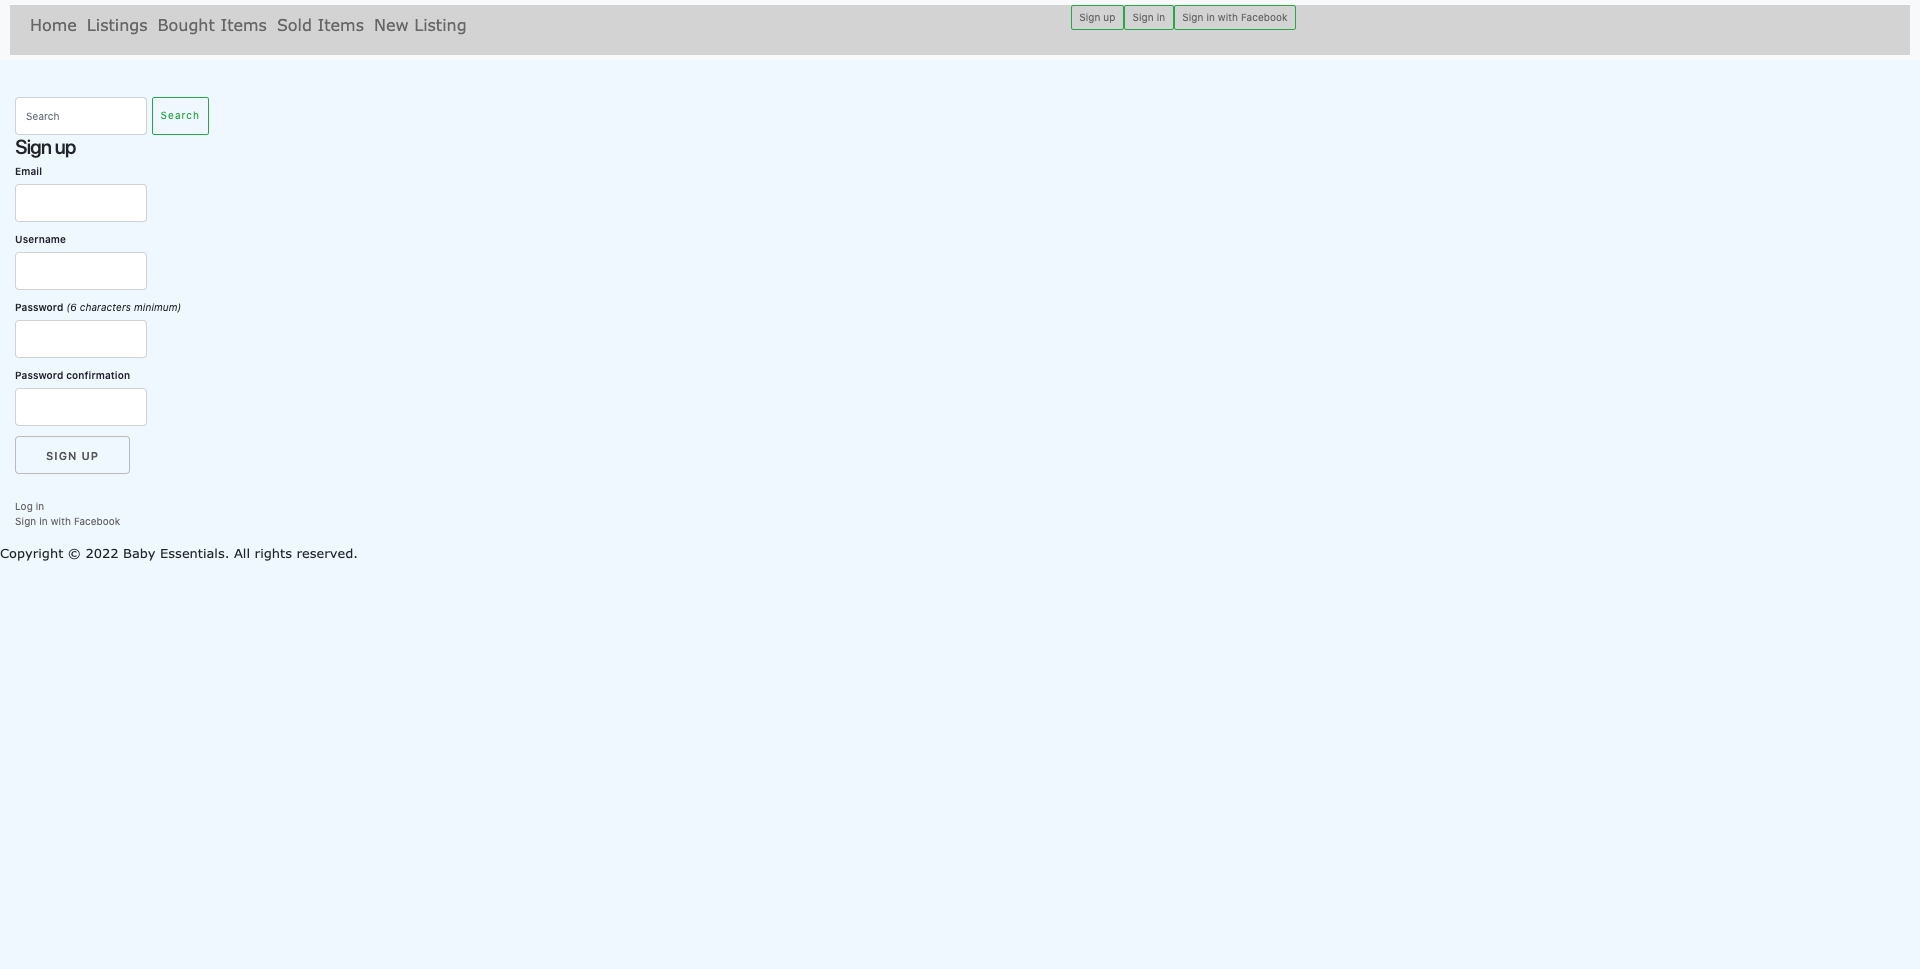 Home Listings Bought Items Sold Items New Listing Sign up Sign in Sign in with Facebook
Search Search
Sign up
Email
Username
Password (6 characters minimum)
Password confirmation
SIGN UP
Log in
Sign in with Facebook
Copyright © 2022 Baby Essentials. All rights reserved.